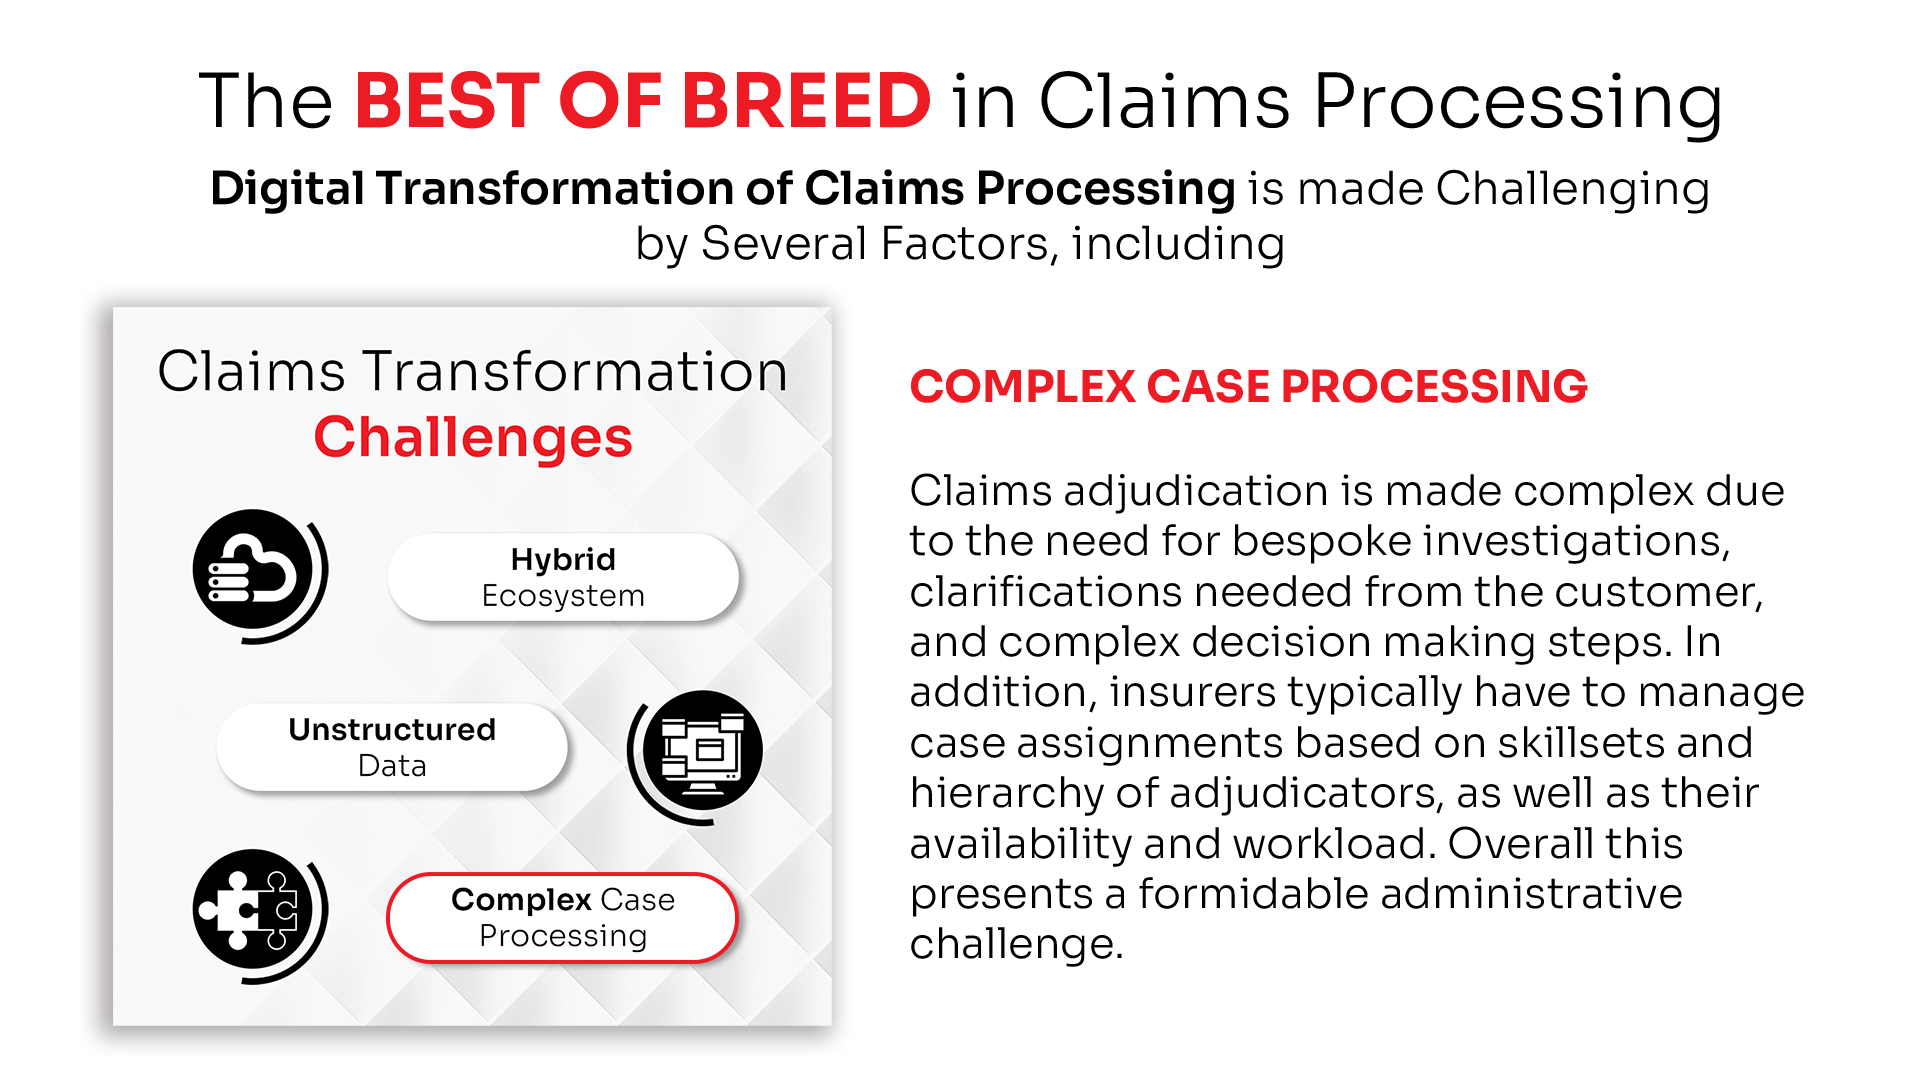 The BEST OF BREED in Claims Processing
Digital Transformation of Claims Processing is made Challenging
by Several Factors, including
Claims Transformation
Challenges
Hybrid
Ecosystem
Unstructured
Data
Complex Case
Processing
COMPLEX CASE PROCESSING
Claims adjudication is made complex due
to the need for bespoke investigations,
clarifications needed from the customer,
and complex decision making steps. In
addition, insurers typically have to manage
case assignments based on skillsets and
hierarchy of adjudicators, as well as their
availability and workload. Overall this
presents a formidable administrative
challenge.